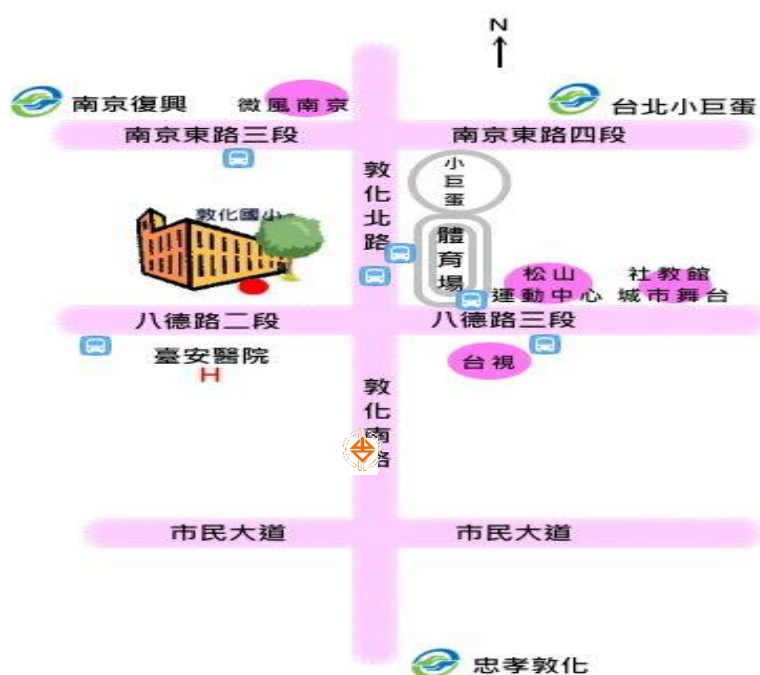 N
南京復興
微風南京
台北小巨蛋
南京東路三段
南京東路四段
敦化北路
小巨蛋
敦化國小
體育場
松山
運動中心
社教館
城市舞台
八德路二段
八德路三段
臺安醫院
H
台視
敦化南路
市民大道
市民大道
忠孝敦化